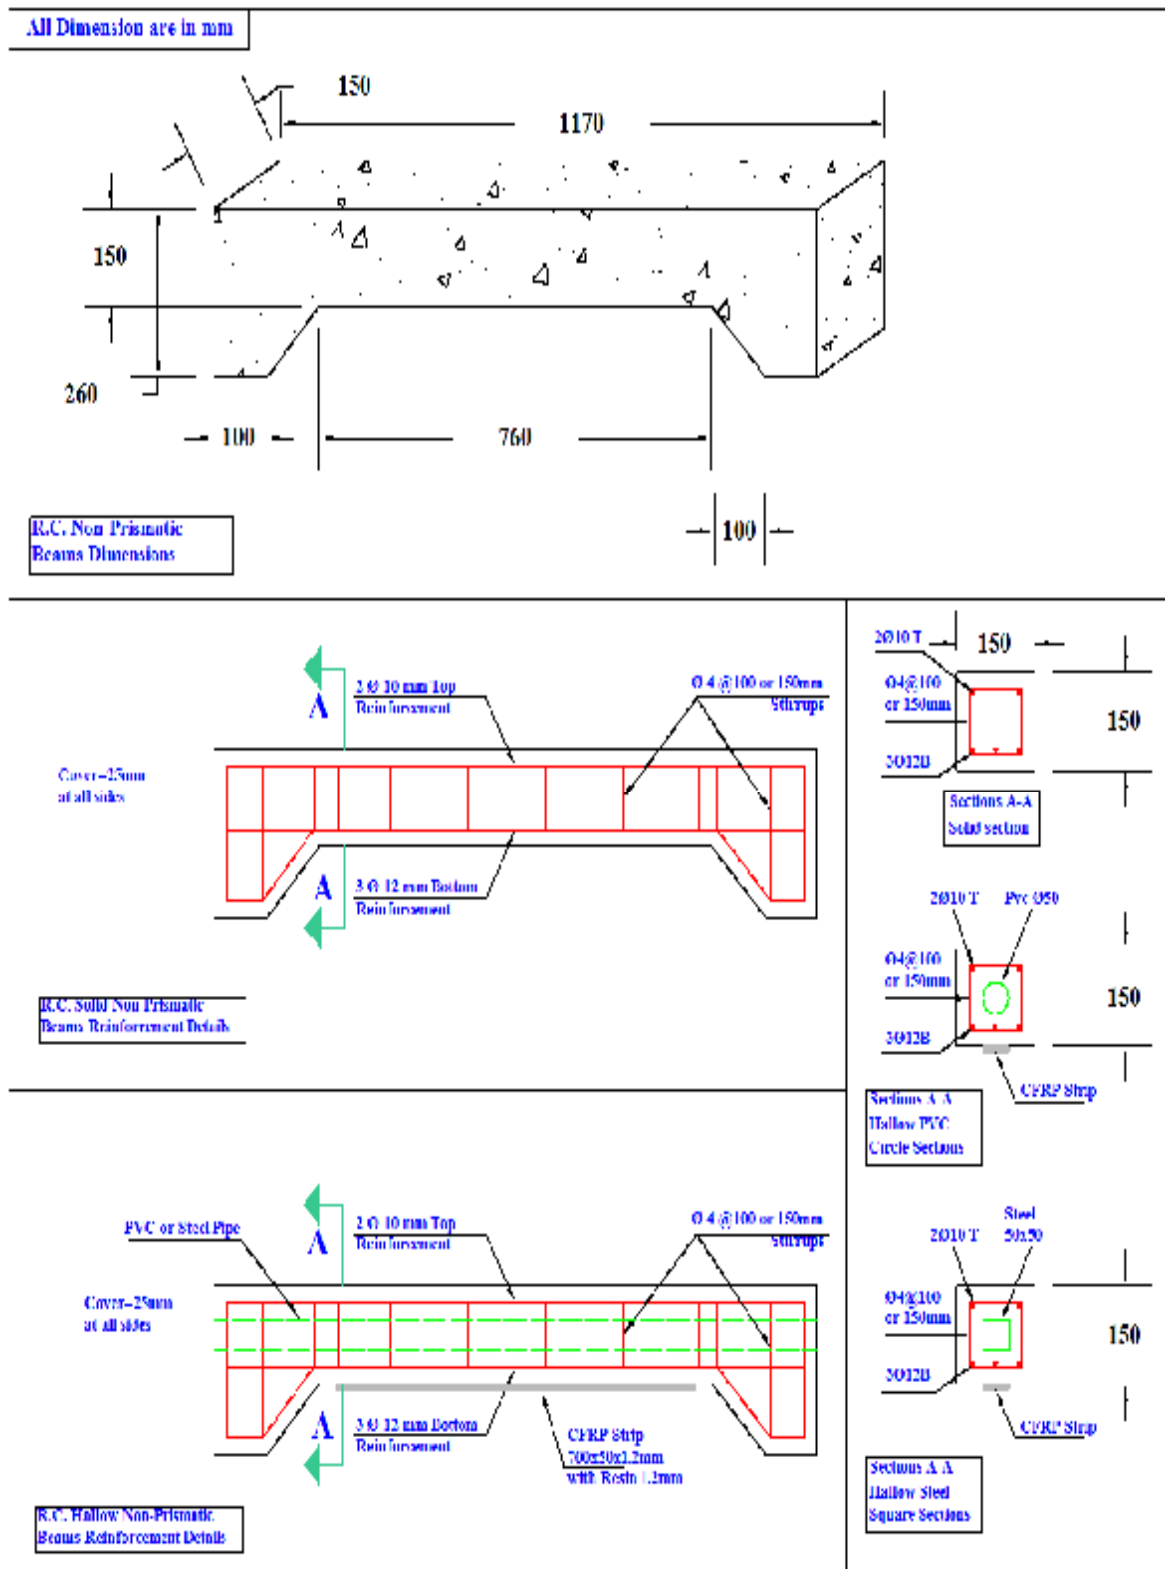 All Dimension are in mm
150
1170
150
260
100
760
100
R.C. Non Prismatic
Beams Dimensions
2 Ø 10 mm Top
Reinforcement
Ø 4 @100 or 150mm
Stirrups
A
Cover=25mm
at all sides
A
3 Ø 12 mm Bottom
Reinforcement
R.C. Solid Non Prismatic
Beams Reinforcement Details
2Ø10 T
150
Ø4@100
or 150mm
150
3Ø12B
Sections A-A
Solid section
2Ø10 T
Pvc Ø50
Ø4@100
or 150mm
150
3Ø12B
CFRP Strip
Sections A-A
Hallow PVC
Circle Sections
PVC or Steel Pipe
A
2 Ø 10 mm Top
Reinforcement
Ø 4 @100 or 150mm
Stirrups
Cover=25mm
at all sides
A
3 Ø 12 mm Bottom
Reinforcement
CFRP Strip
700x50x1.2mm
with Resin 1.2mm
R.C. Hallow Non-Prismatic
Beams Reinforcement Details
2Ø10 T
Steel
50x50
Ø4@100
or 150mm
150
3Ø12B
CFRP Strip
Sections A-A
Hallow Steel
Square Sections